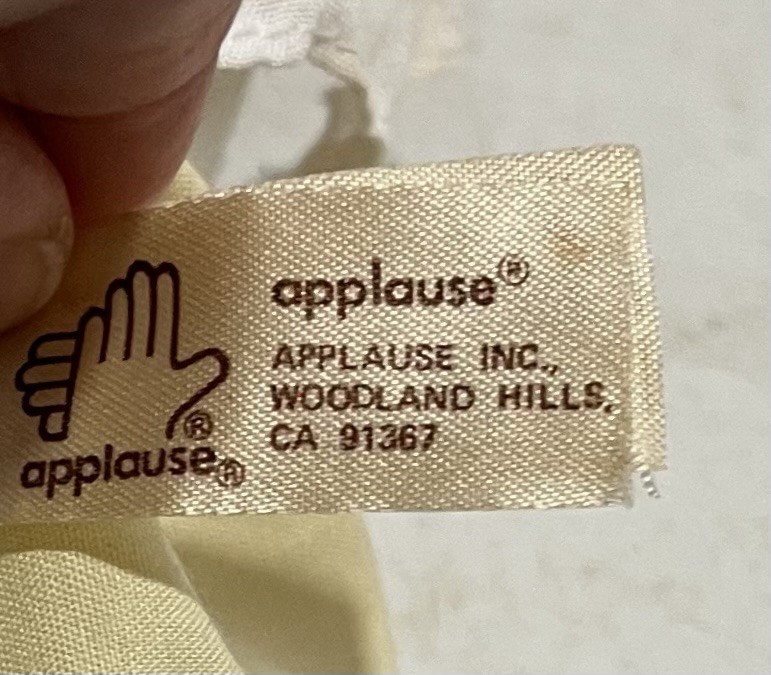 applause®
applause®
APPLAUSE INC.,
WOODLAND HILLS,
CA 91367